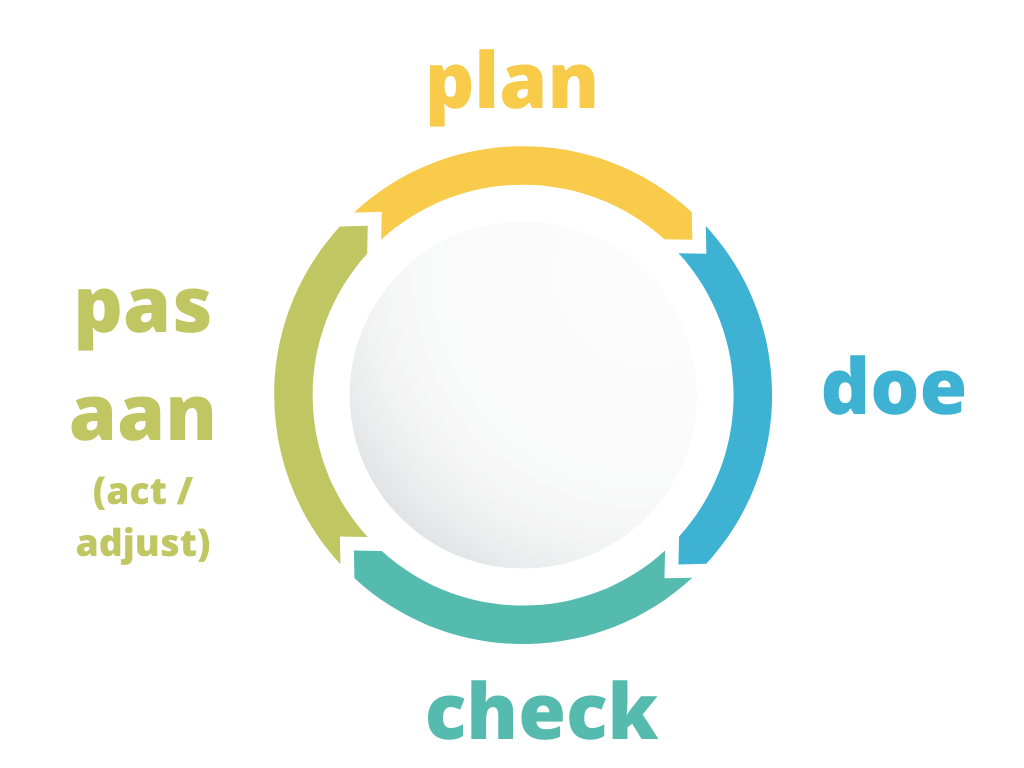 plan
doe
check
pas
aan
(act /
adjust)